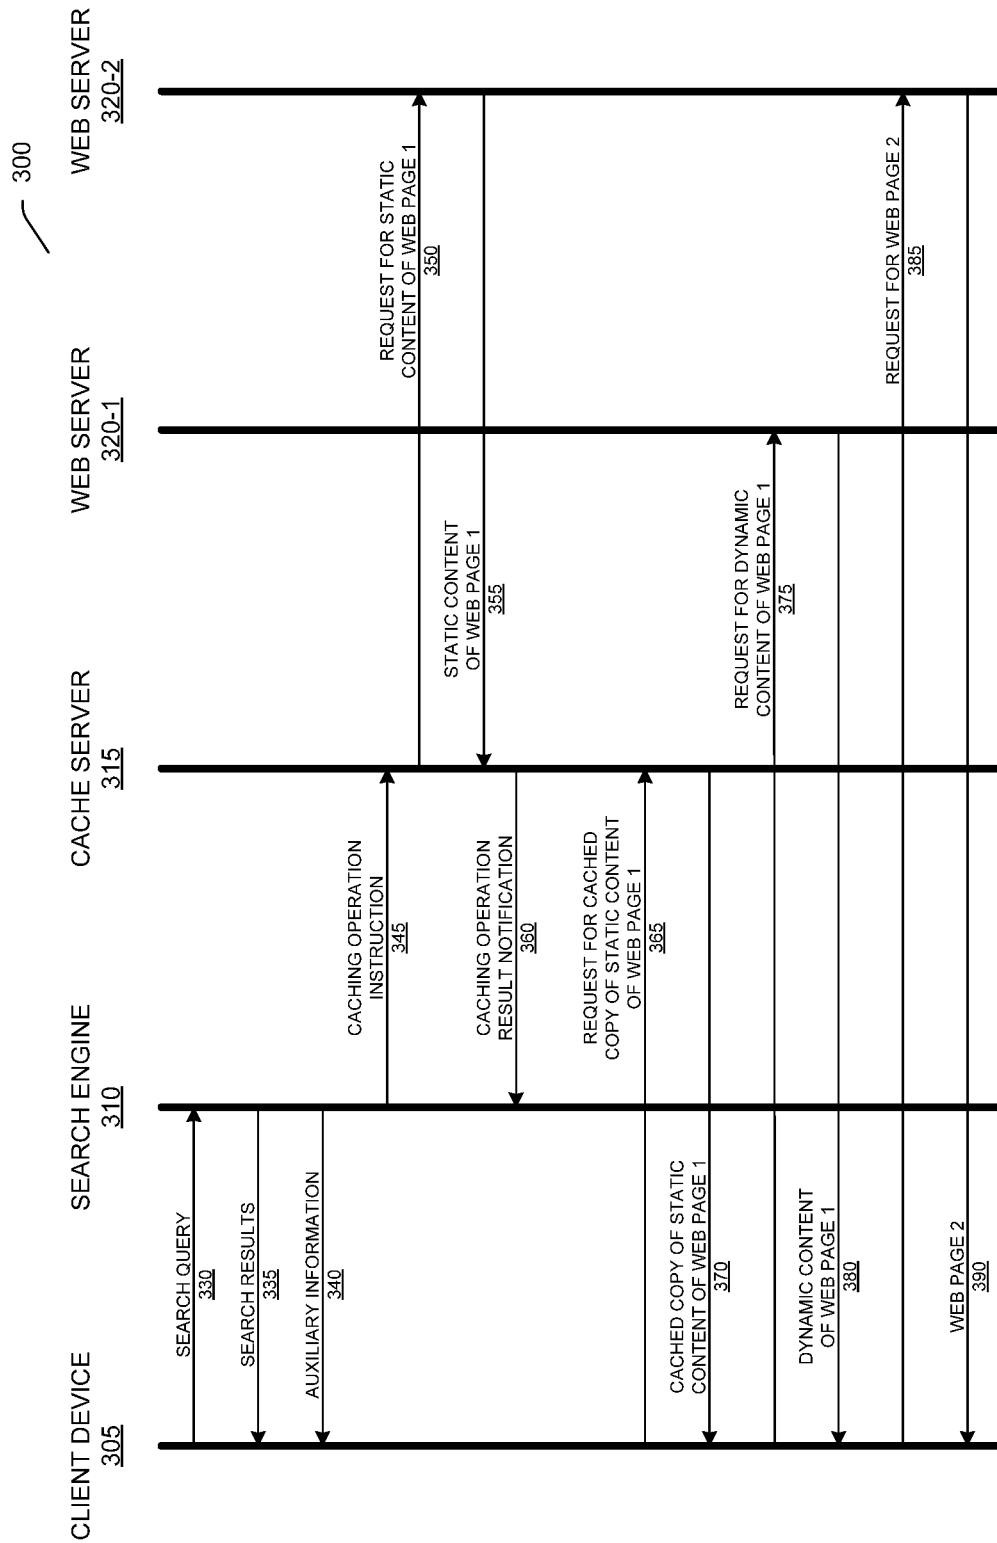 300
CLIENT DEVICE
305
SEARCH ENGINE
310
CACHE SERVER
315
WEB SERVER
320-1
WEB SERVER
320-2
SEARCH QUERY
330
SEARCH RESULTS
335
AUXILIARY INFORMATION
340
CACHING OPERATION
INSTRUCTION
345
REQUEST FOR STATIC
CONTENT OF WEB PAGE 1
350
STATIC CONTENT
OF WEB PAGE 1
355
CACHING OPERATION
RESULT NOTIFICATION
360
REQUEST FOR CACHED
COPY OF STATIC CONTENT
OF WEB PAGE 1
365
CACHED COPY OF STATIC
CONTENT OF WEB PAGE 1
370
REQUEST FOR DYNAMIC
CONTENT OF WEB PAGE 1
375
DYNAMIC CONTENT
OF WEB PAGE 1
380
REQUEST FOR WEB PAGE 2
385
WEB PAGE 2
390